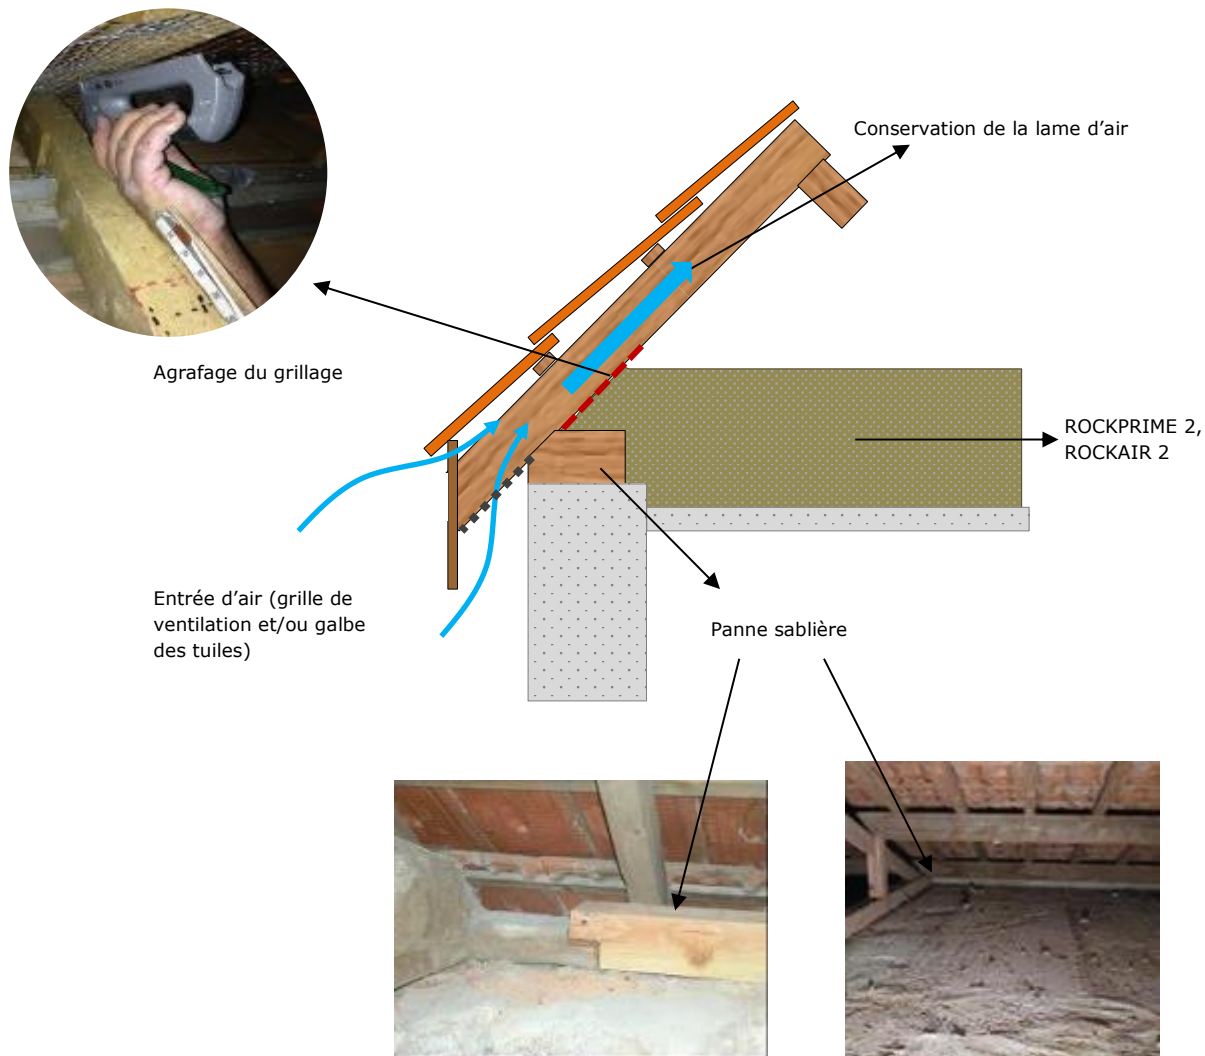 Conservation de la lame d’air
Agrafage du grillage
ROCKPRIME 2,
ROCKAIR 2
Entrée d’air (grille de
ventilation et/ou galbe
des tuiles)
Panne sablière